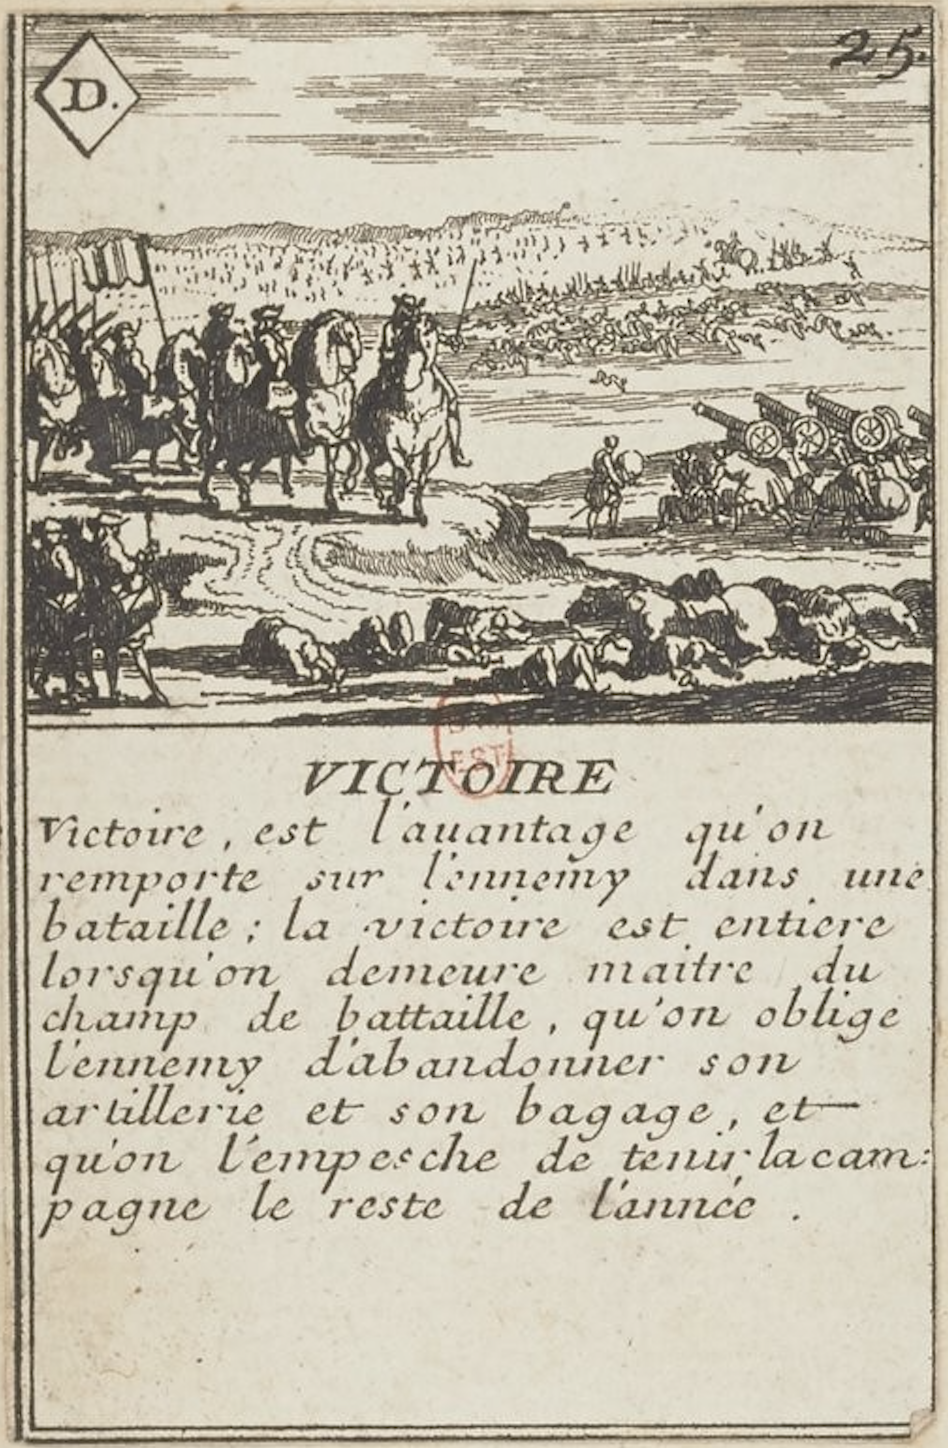 D.
25.
VICTOIRE
Victoire, est l'auantage qu'on
remporte sur l'ennemy dans une
bataille; la victoire est entiere
lorsqu'on demeure maitre du
champ de battaille, qu'on oblige
l'ennemy d'abandonner son
artillerie et son bagage, et
qu'on l'empesche de tenir la cam:
pagne le reste de l'année.
EST